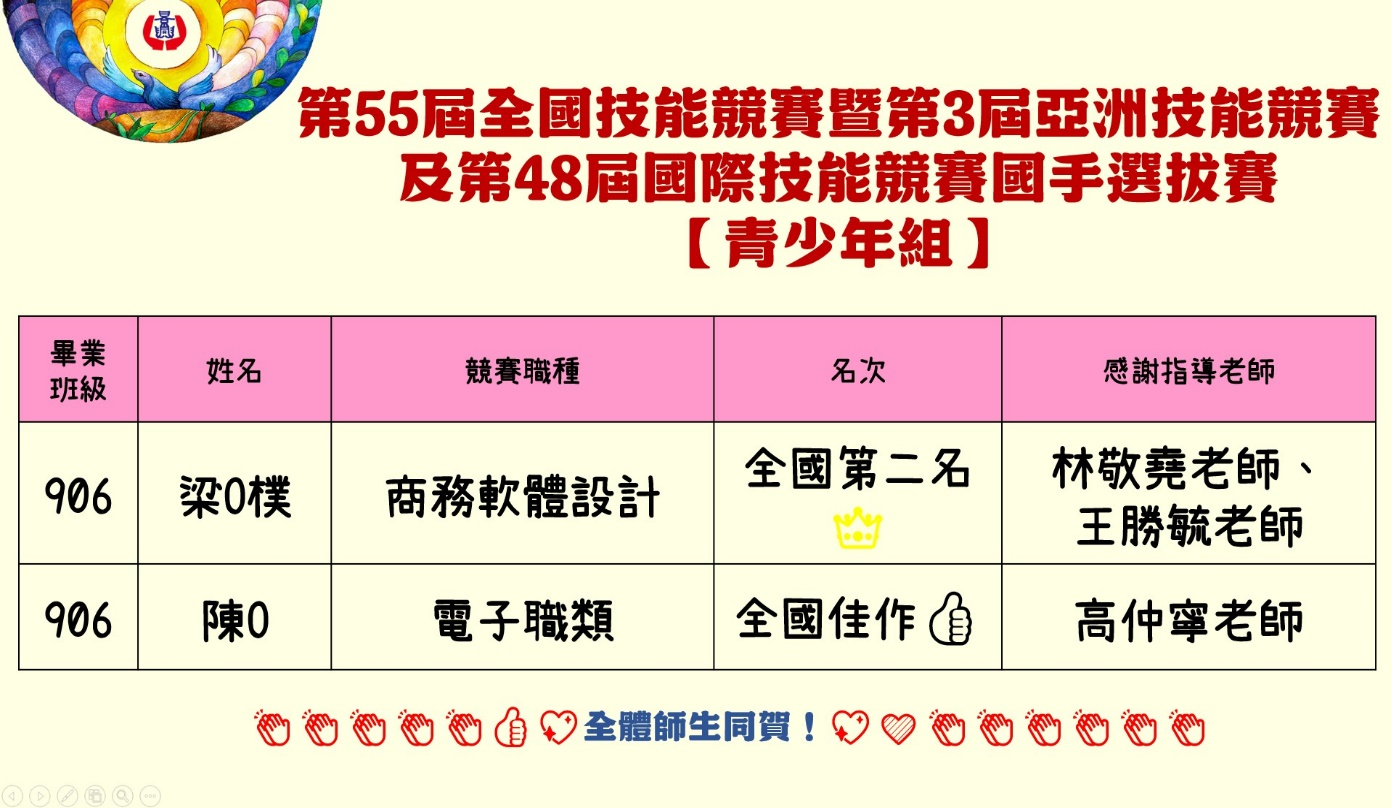 第55屆全國技能競賽暨第3屆亞洲技能競賽
及第48屆國際技能競賽國手選拔賽
【青少年組】
畢業
班級
姓名
競賽職種
名次
感謝指導老師
906
梁O樸
商務軟體設計
全國第二名
林敬堯老師、
王勝毓老師
906
陳O
電子職類
全國佳作
高仲寧老師
全體師生同賀！